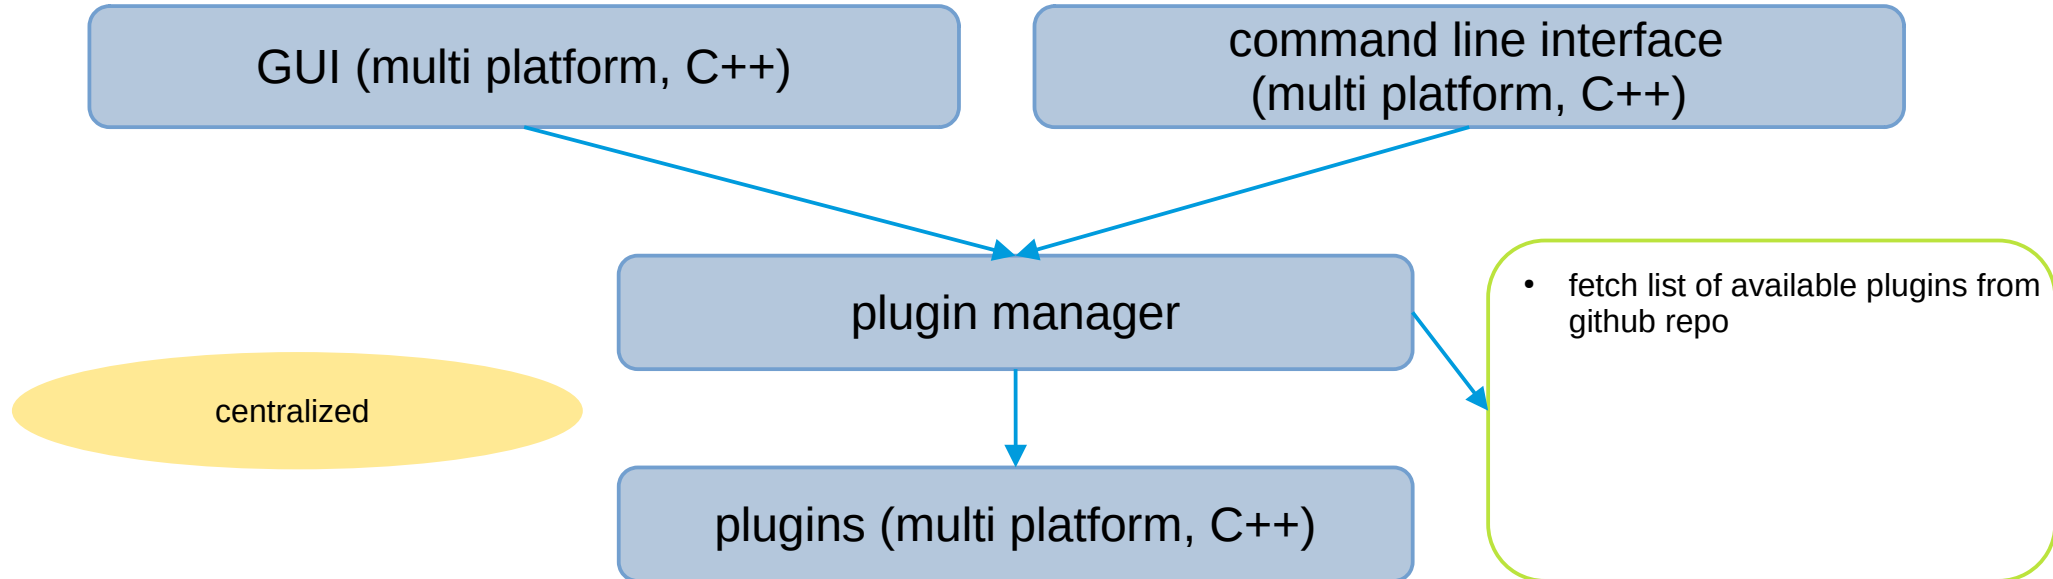 GUI (multi platform, C++)
command line interface
(multi platform, C++)
plugin manager
• fetch list of available plugins from
github repo
centralized
plugins (multi platform, C++)